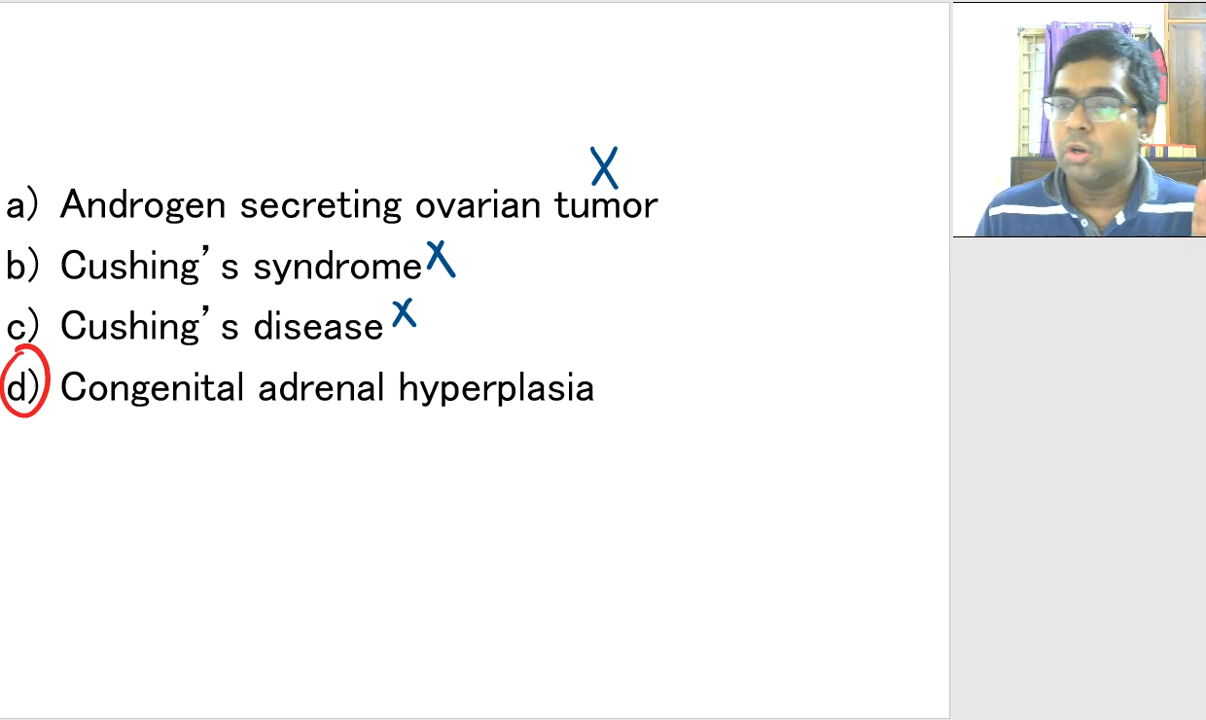 X
a) Androgen secreting ovarian tumor
b) Cushing’s syndrome X
c) Cushing’s disease X
d) Congenital adrenal hyperplasia